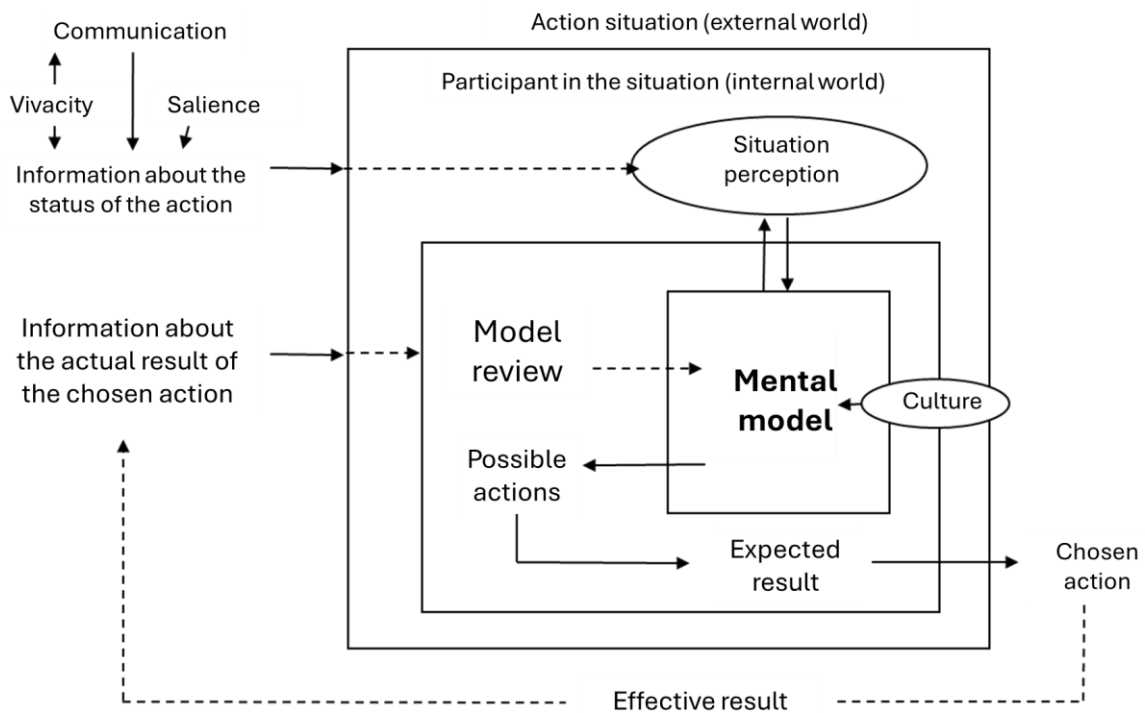 Action situation (external world)
Communication
Participant in the situation (internal world)
Vivacity
Salience
Situation
perception
Information about the
status of the action
Information about
the actual result of
the chosen action
Model
review
Mental
model
Culture
Possible
actions
Expected
result
Chosen
action
Effective result